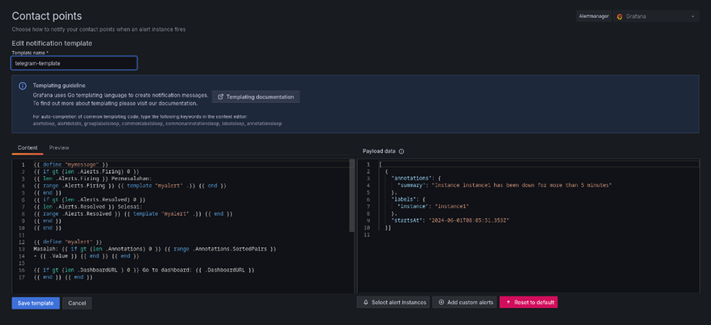 Contact points
Choose how to notify your contact points when an alert instance fires
Alertmanager
Grafana
Edit notification template
Template name *
telegram-template
Templating guideline
Grafana uses Go templating language to create notification messages.
To find out more about templating please visit our documentation.
Templating documentation
For auto-completion of common templating code, type the following keywords in the content editor:
alertsloop, alertdetails, grouplabelsloop, commonlabelsloop, commonannotationsloop, labelsloop, annotationsloop
Content
Preview
1 {{ define "mymessage" }}
2 {{ if gt (len .Alerts.Firing) 0 }}
3 {{ len .Alerts.Firing }} Permasalahan:
4 {{ range .Alerts.Firing }} {{ template "myalert" .}} {{ end }}
5 {{ end }}
6 {{ if gt (len .Alerts.Resolved) 0 }}
7 {{ len .Alerts.Resolved }} Selesai:
8 {{ range .Alerts.Resolved }} {{ template "myalert" .}} {{ end }}
9 {{ end }}
10 {{ end }}
11
12 {{ define "myalert" }}
13 Masalah: {{ if gt (len .Annotations) 0 }} {{ range .Annotations.SortedPairs }}
14 - {{ .Value }} {{ end }} {{ end }}
15
16 {{ if gt (len .DashboardURL ) 0 }} Go to dashboard: {{ .DashboardURL }}
17 {{ end }} {{ end }}
Payload data
1 [
2 {
3 "annotations": {
4 "summary": "Instance instance1 has been down for more than 5 minutes"
5 },
6 "labels": {
7 "instance": "instance1"
8 },
9 "startsAt": "2024-06-01T08:05:51.353Z"
10 }]
11
Save template
Cancel
Select alert instances
Add custom alerts
Reset to default